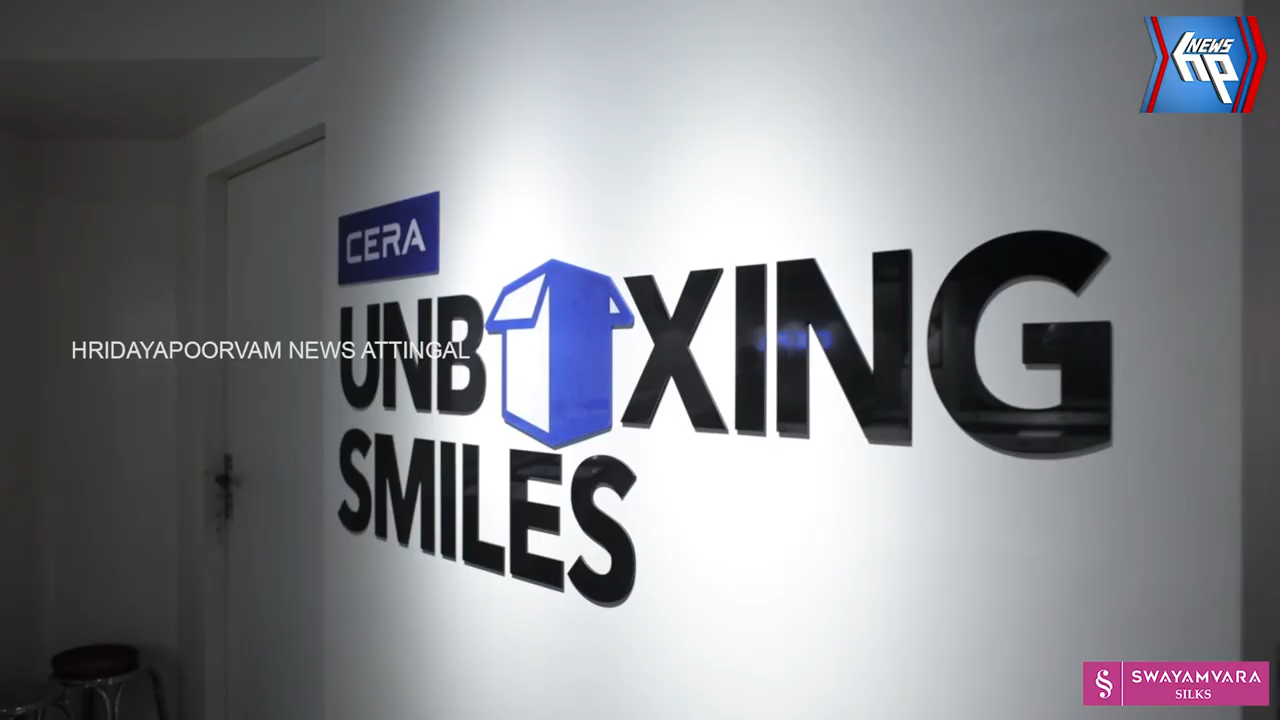 NEWS
hp
CERA
UNBOXING
HRIDAYAPOORVAM NEWS ATTINGAL
SMILES
SWAYAMVARA
SILKS